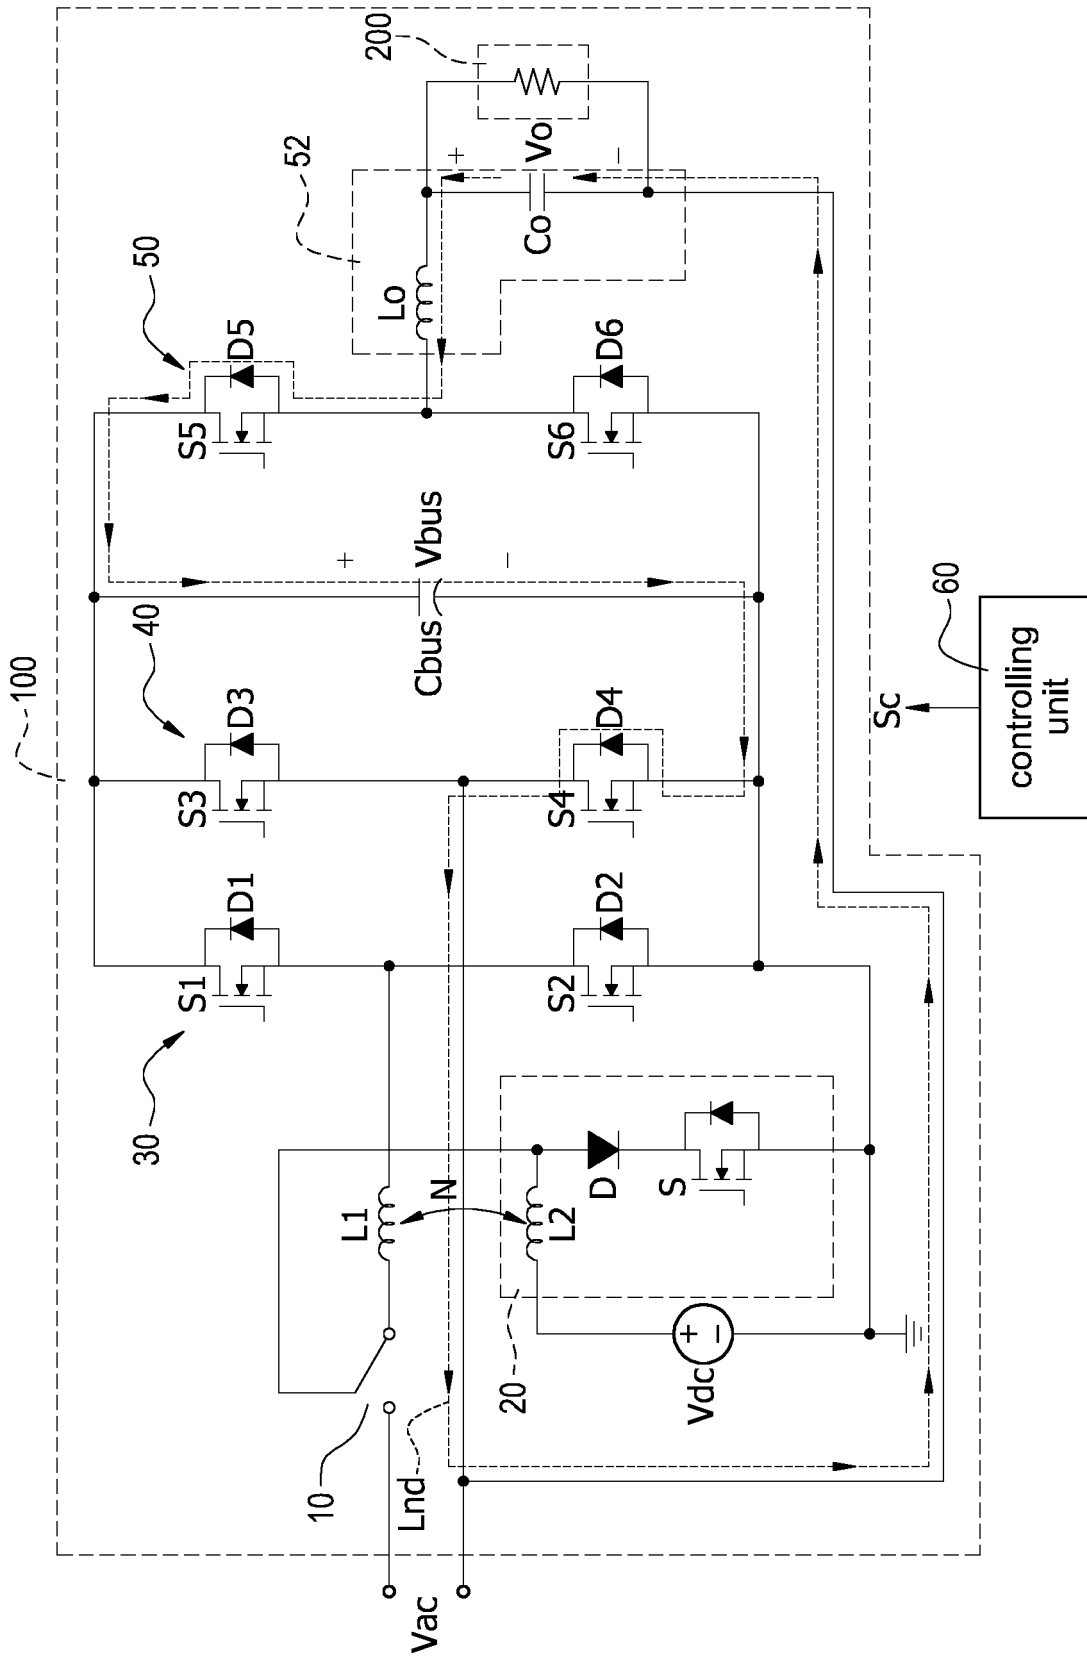 100
200
52
50
40
30
S1
D1
S3
D3
S5
D5
Lo
+
Vo
−
Co
+
Cbus
Vbus
−
L1
N
L2
10
Lnd
Vac
20
Vdc
+
−
D
S
S2
D2
S4
D4
S6
D6
Sc
60
controlling
unit